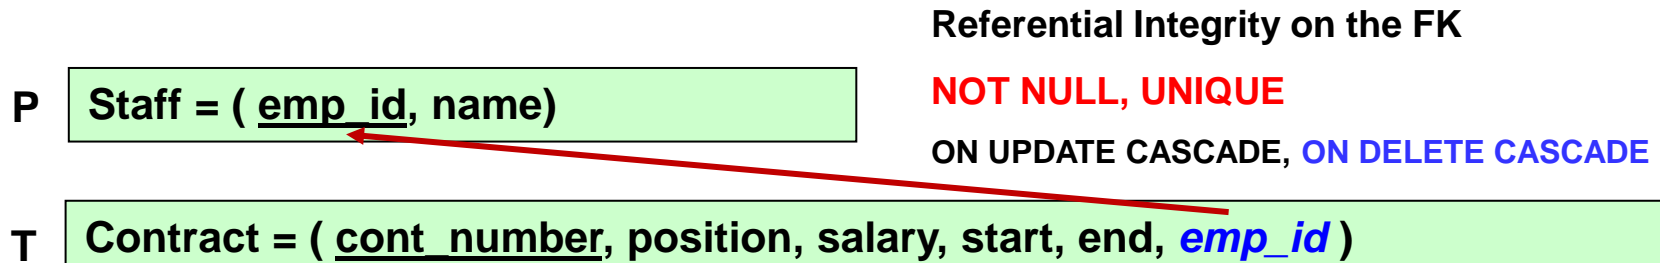 Referential Integrity on the FK
P Staff = ( emp_id, name)
NOT NULL, UNIQUE
ON UPDATE CASCADE, ON DELETE CASCADE
T Contract = ( cont_number, position, salary, start, end, emp_id )